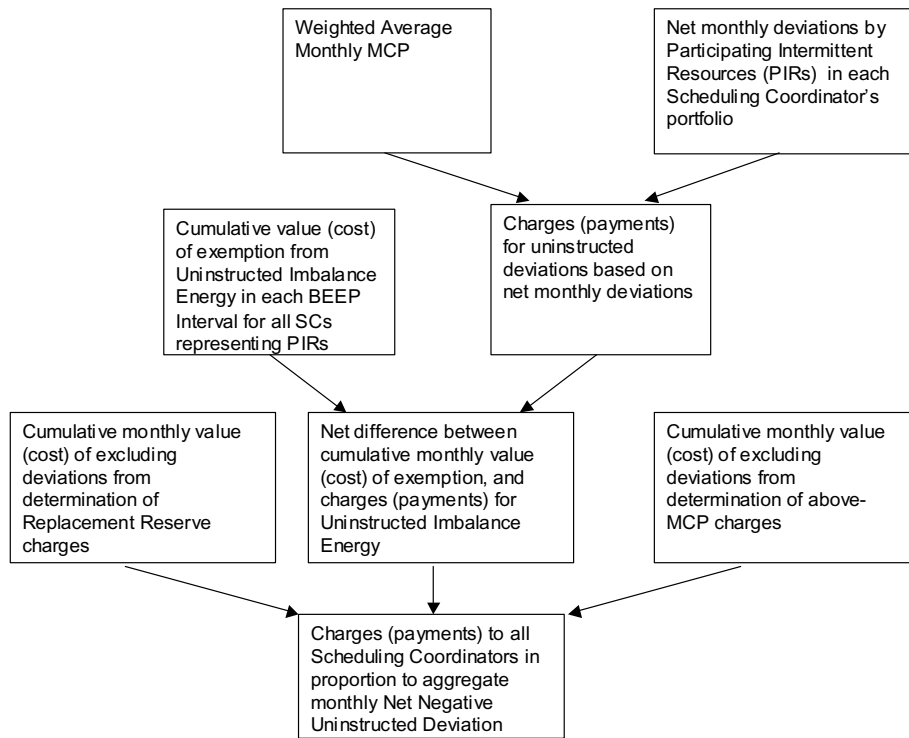 Weighted Average
Monthly MCP
Net monthly deviations by
Participating Intermittent
Resources (PIRs)  in each
Scheduling Coordinator’s
portfolio
Cumulative value (cost)
of exemption from
Uninstructed Imbalance
Energy in each BEEP
Interval for all SCs
representing PIRs
Charges (payments)
for uninstructed
deviations based on
net monthly deviations
Cumulative monthly value
(cost) of excluding
deviations from
determination of
Replacement Reserve
charges
Net difference between
cumulative monthly value
(cost) of exemption, and
charges (payments) for
Uninstructed Imbalance
Energy
Cumulative monthly value
(cost) of excluding
deviations from
determination of above-
MCP charges
Charges (payments) to all
Scheduling Coordinators in
proportion to aggregate
monthly Net Negative
Uninstructed Deviation